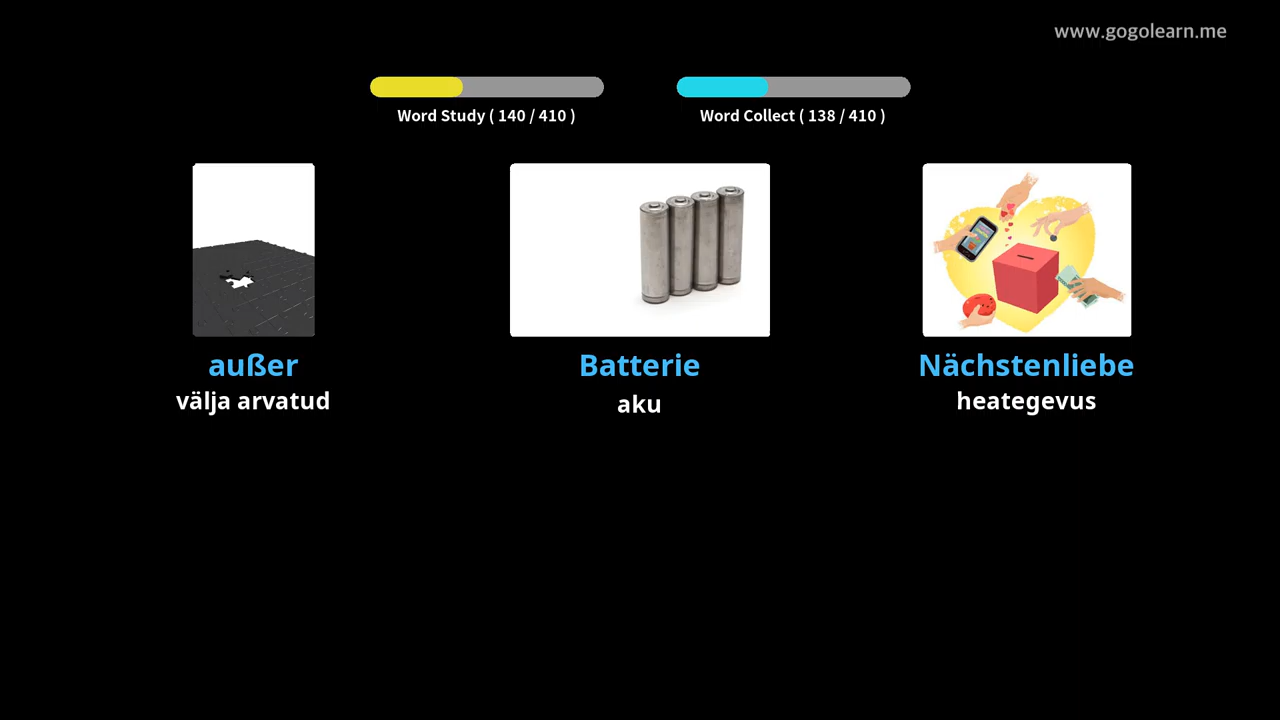 www.gogolearn.me
Word Study ( 140 / 410 )
Word Collect ( 138 / 410 )
außer
Batterie
Nächstenliebe
välja arvatud
aku
heategevus